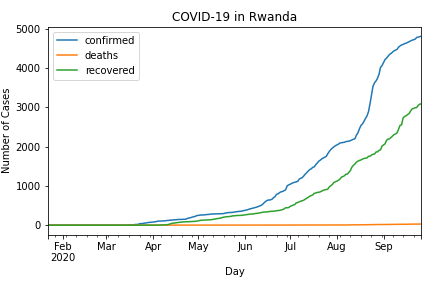 COVID-19 in Rwanda
confirmed
deaths
recovered
Number of Cases
5000
4000
3000
2000
1000
0
Feb Mar Apr May Jun Jul Aug Sep
2020
Day